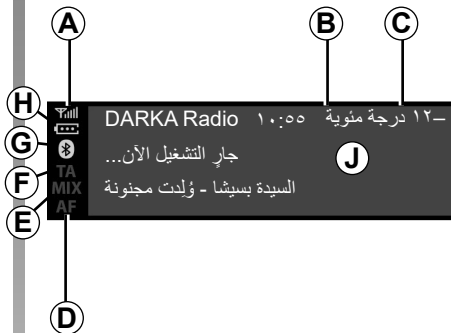 A B C
H G F E
DARKA Radio ١٠:٥٥ –١٢ درجة مئوية
جارٍ التشغيل الآن...
السيدة بسيشا - وُلِدت مجنونة
J
TA
MIX
AF
D